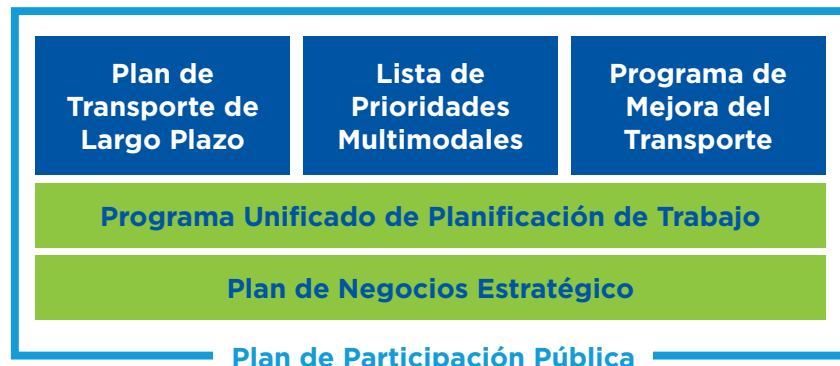 Plan de
Transporte de
Largo Plazo
Lista de
Prioridades
Multimodales
Programa de
Mejora del
Transporte
Programa Unificado de Planificación de Trabajo
Plan de Negocios Estratégico
Plan de Participación Pública